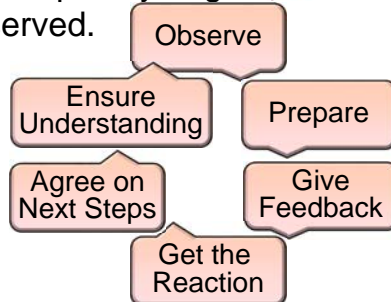 erved.
Observe
Prepare
Give
Feedback
Get the
Reaction
Agree on
Next Steps
Ensure
Understanding